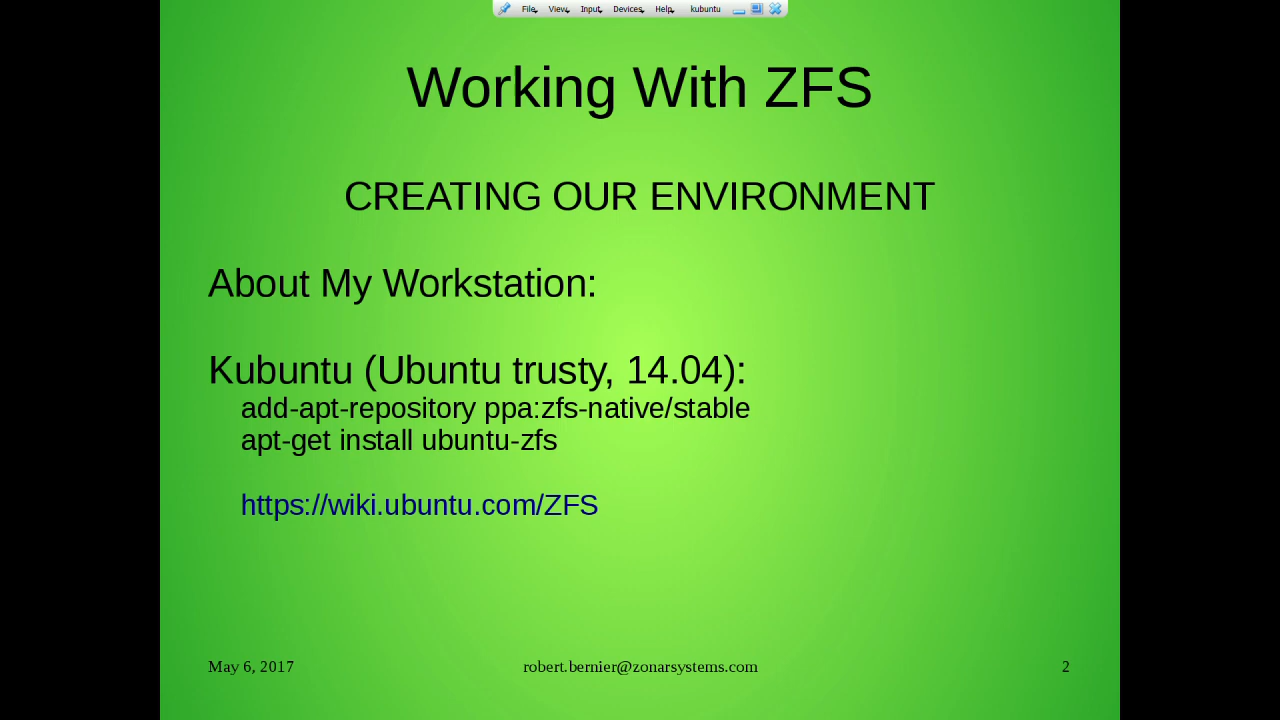 File View Input Devices Help kubuntu
Working With ZFS
CREATING OUR ENVIRONMENT
About My Workstation:
Kubuntu (Ubuntu trusty, 14.04):
add-apt-repository ppa:zfs-native/stable
apt-get install ubuntu-zfs
https://wiki.ubuntu.com/ZFS
May 6, 2017 robert.bernier@zonarsystems.com 2